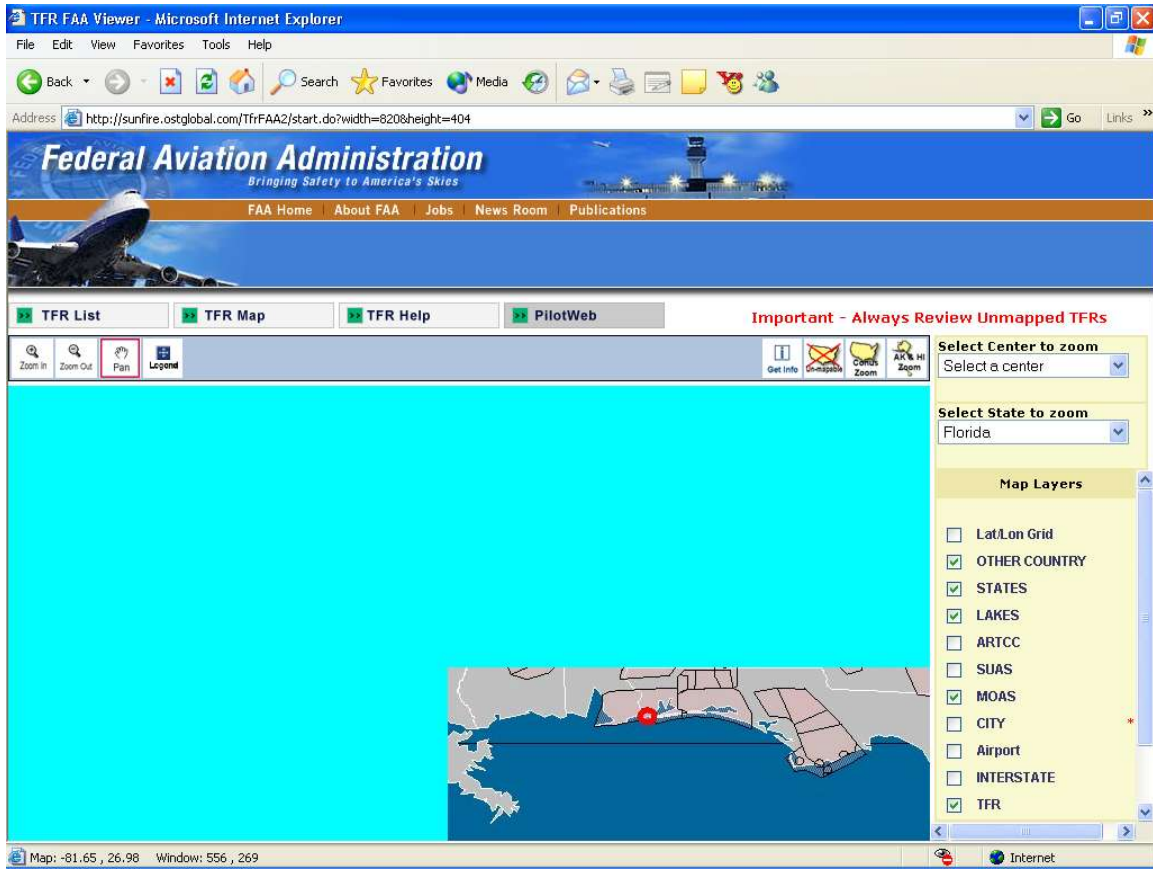 TFR FAA Viewer - Microsoft Internet Explorer
File Edit View Favorites Tools Help
Back Search Favorites Media
Address http://sunfire.ostglobal.com/TfrFAA2/start.do?width=820&height=404 Go Links »
Federal Aviation Administration
Bringing Safety to America's Skies
FAA Home | About FAA | Jobs | News Room | Publications
TFR List TFR Map TFR Help PilotWeb Important - Always Review Unmapped TFRs
Zoom In Zoom Out Pan Legend Get Info Un-mapable Conus Zoom AK & HI Zoom
Select Center to zoom
Select a center
Select State to zoom
Florida
Map Layers
Lat/Lon Grid
OTHER COUNTRY
STATES
LAKES
ARTCC
SUAS
MOAS
CITY *
Airport
INTERSTATE
TFR
Map: -81.65 , 26.98 Window: 556 , 269 Internet